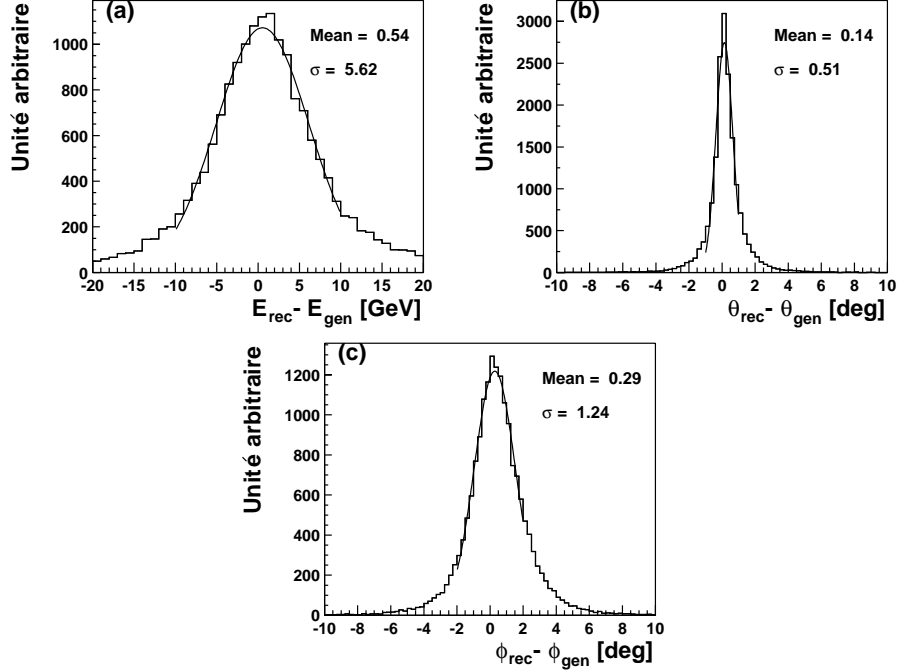 (a)
Mean = 0.54
σ = 5.62
Unité arbitraire
1000
800
600
400
200
0
-20 -15 -10 -5 0 5 10 15 20
E_rec - E_gen [GeV]
(b)
Mean = 0.14
σ = 0.51
Unité arbitraire
3000
2500
2000
1500
1000
500
0
-10 -8 -6 -4 -2 0 2 4 6 8 10
θ_rec - θ_gen [deg]
(c)
Mean = 0.29
σ = 1.24
Unité arbitraire
1200
1000
800
600
400
200
0
-10 -8 -6 -4 -2 0 2 4 6 8 10
ϕ_rec - ϕ_gen [deg]